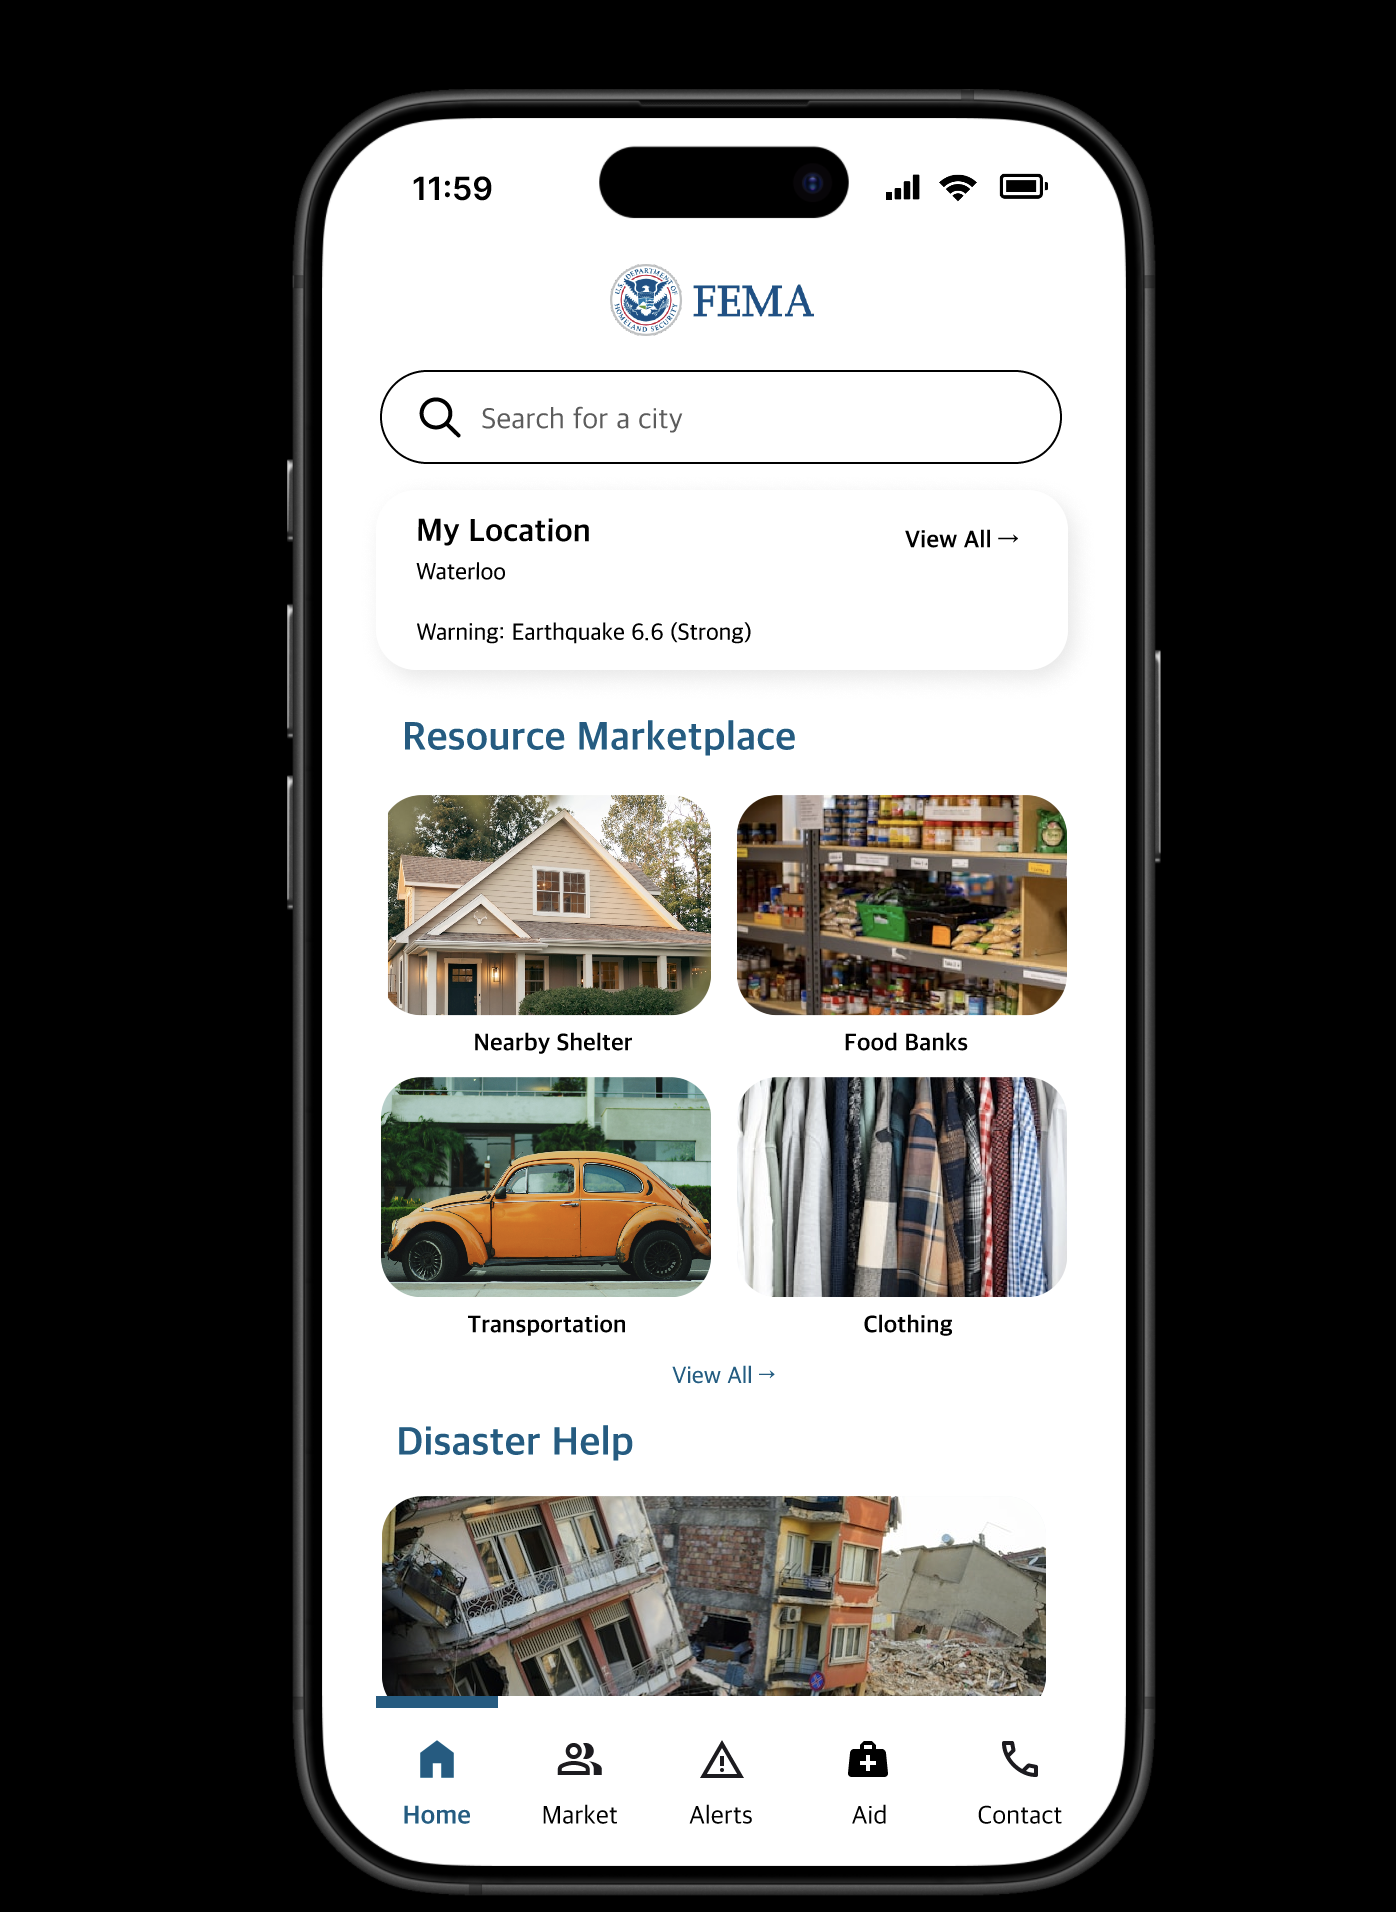 11:59
U.S. DEPARTMENT OF
HOMELAND SECURITY
FEMA
Search for a city
My Location
View All →
Waterloo
Warning: Earthquake 6.6 (Strong)
Resource Marketplace
Nearby Shelter
Food Banks
Transportation
Clothing
View All →
Disaster Help
Home
Market
Alerts
Aid
Contact